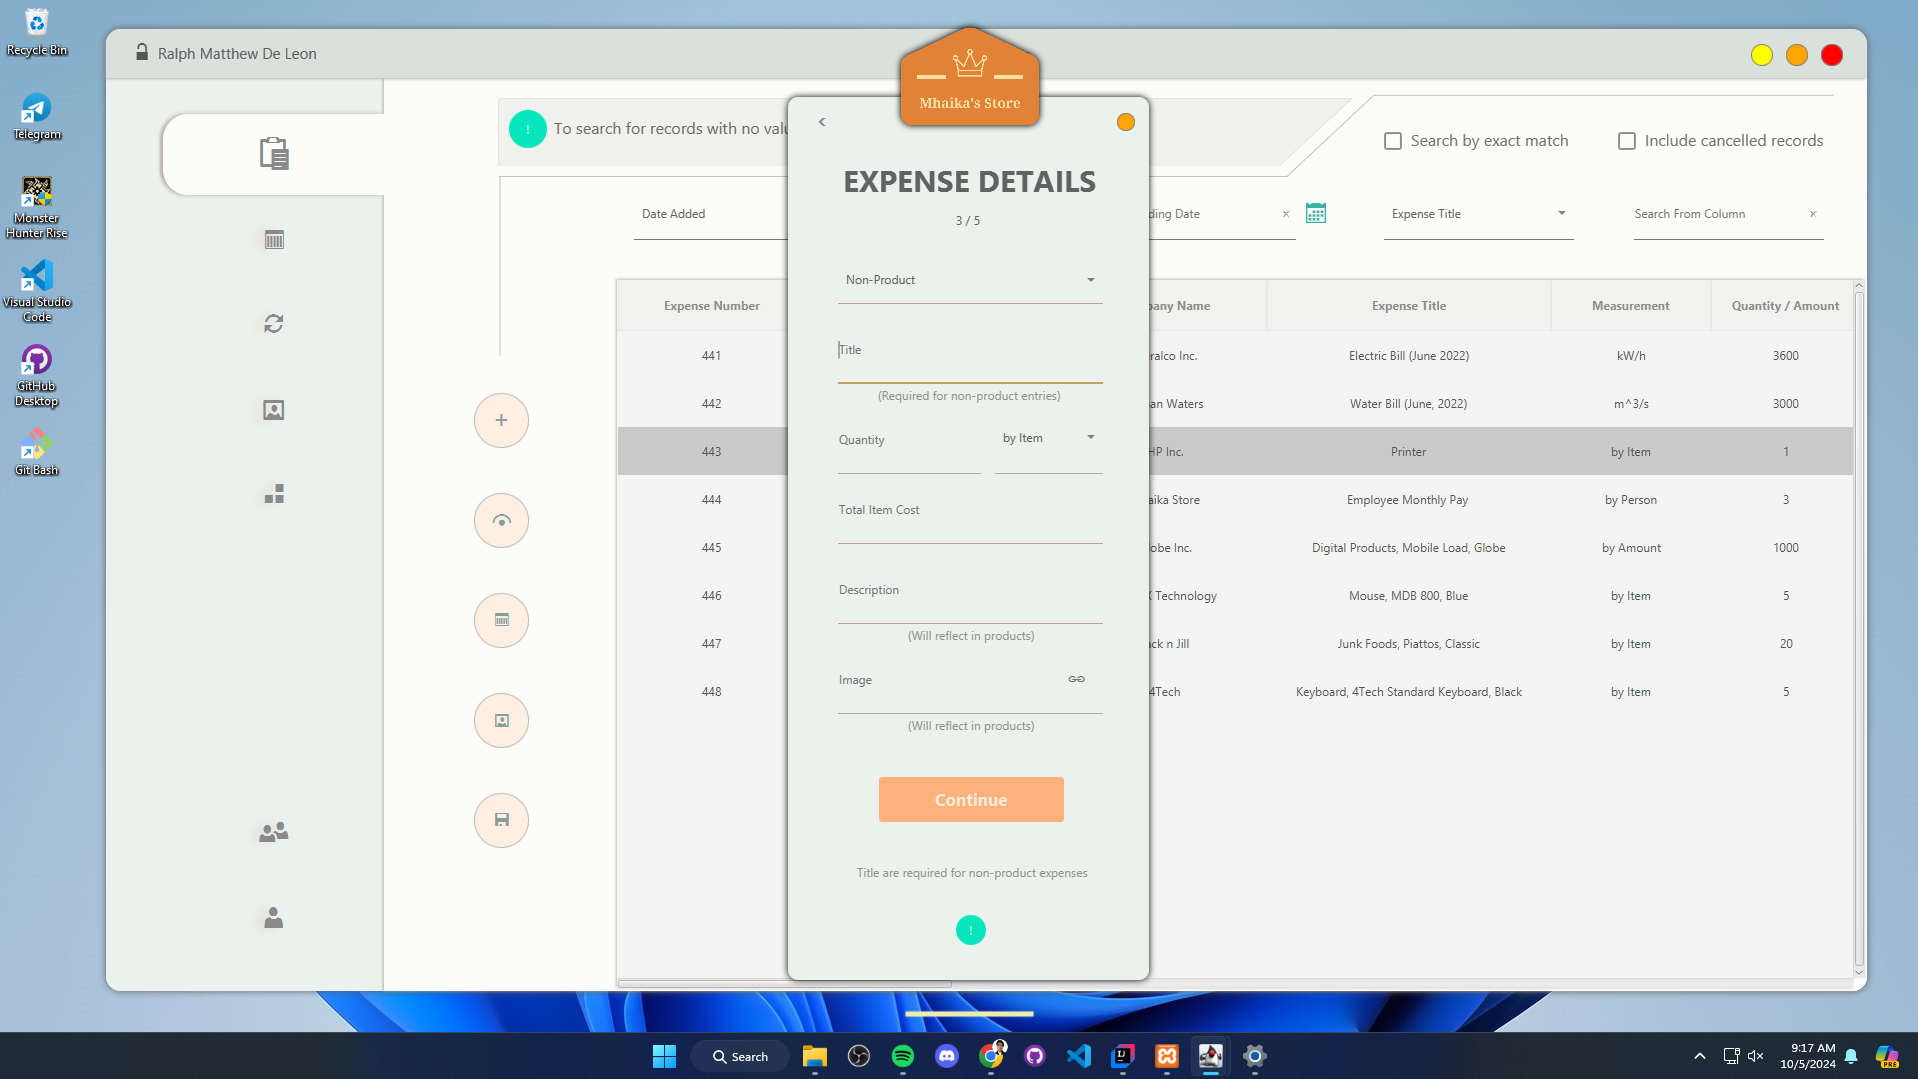 Recycle Bin
Telegram
Monster
Hunter Rise
Visual Studio
Code
GitHub
Desktop
Git Bash
Ralph Matthew De Leon
Mhaika's Store
! To search for records with no valu
Search by exact match
Include cancelled records
Date Added
ding Date ×
Expense Title
Search From Column ×
Expense Number
any Name
Expense Title
Measurement
Quantity / Amount
441 ralco Inc. Electric Bill (June 2022) kW/h 3600
442 an Waters Water Bill (June, 2022) m^3/s 3000
443 HP Inc. Printer by Item 1
444 aika Store Employee Monthly Pay by Person 3
445 obe Inc. Digital Products, Mobile Load, Globe by Amount 1000
446 Technology Mouse, MDB 800, Blue by Item 5
447 ck n Jill Junk Foods, Piattos, Classic by Item 20
448 4Tech Keyboard, 4Tech Standard Keyboard, Black by Item 5
<
EXPENSE DETAILS
3 / 5
Non-Product
Title
(Required for non-product entries)
Quantity
by Item
Total Item Cost
Description
(Will reflect in products)
Image
(Will reflect in products)
Continue
Title are required for non-product expenses
!
Search
9:17 AM
10/5/2024
PRE